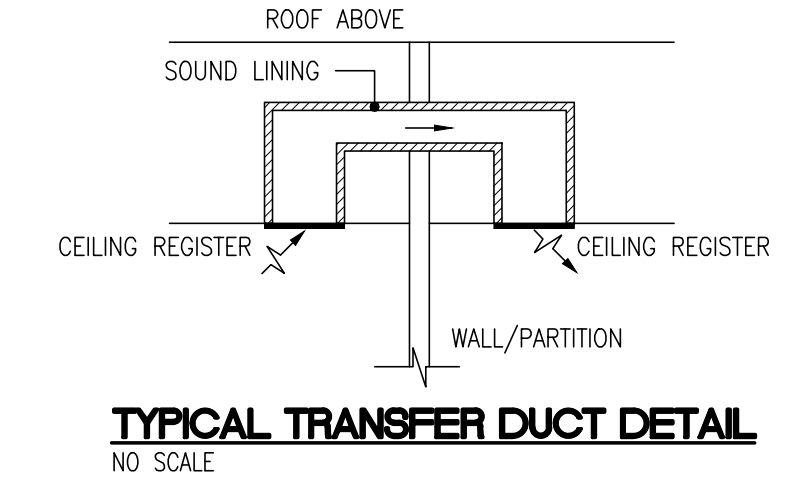 ROOF ABOVE
SOUND LINING
CEILING REGISTER
CEILING REGISTER
WALL/PARTITION
TYPICAL TRANSFER DUCT DETAIL
NO SCALE